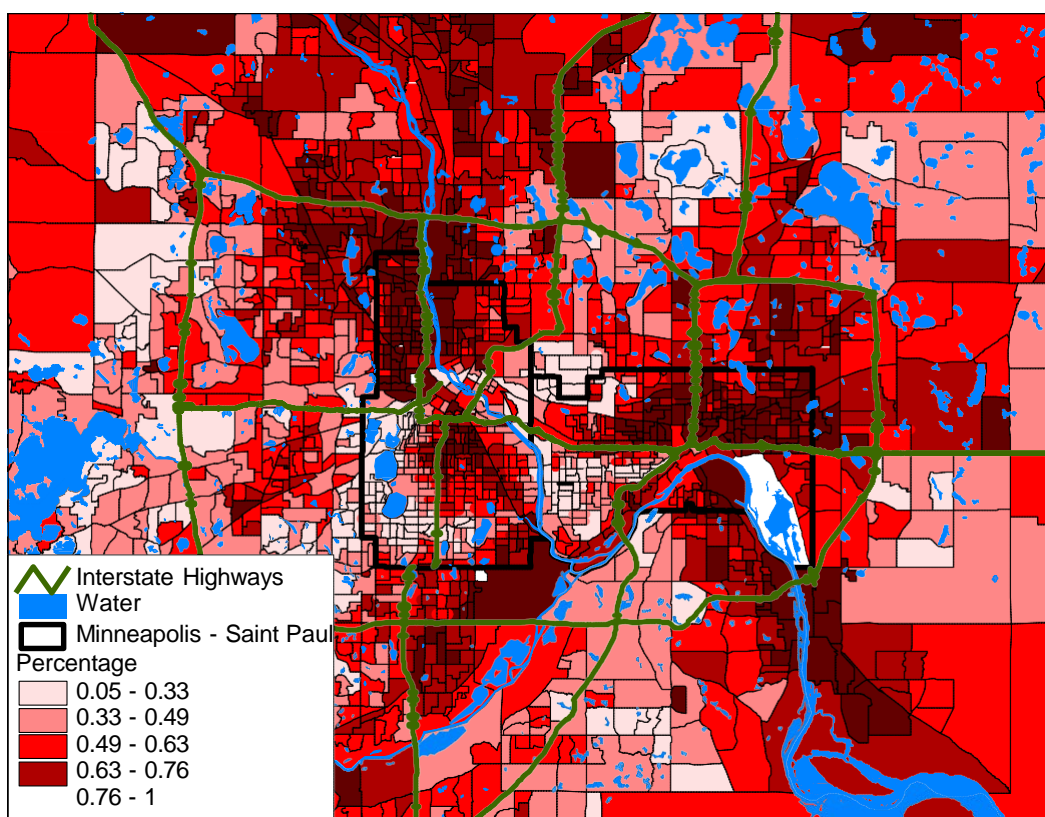 Interstate Highways
Water
Minneapolis - Saint Paul
Percentage
0.05 - 0.33
0.33 - 0.49
0.49 - 0.63
0.63 - 0.76
0.76 - 1